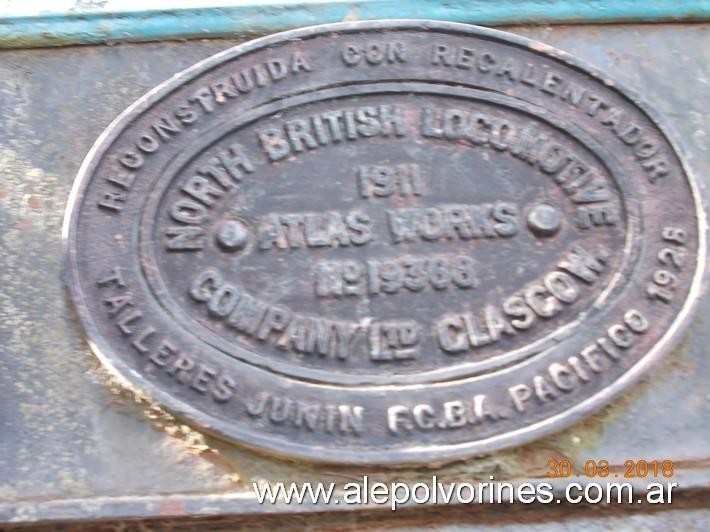 RECONSTRUIDA CON RECALENTADOR
NORTH BRITISH LOCOMOTIVE
1911
ATLAS WORKS
No 19368
COMPANY LTD GLASGOW.
TALLERES JUNIN F.C.B.A. PACIFICO 1928
30.03.2018
www.alepolvorines.com.ar